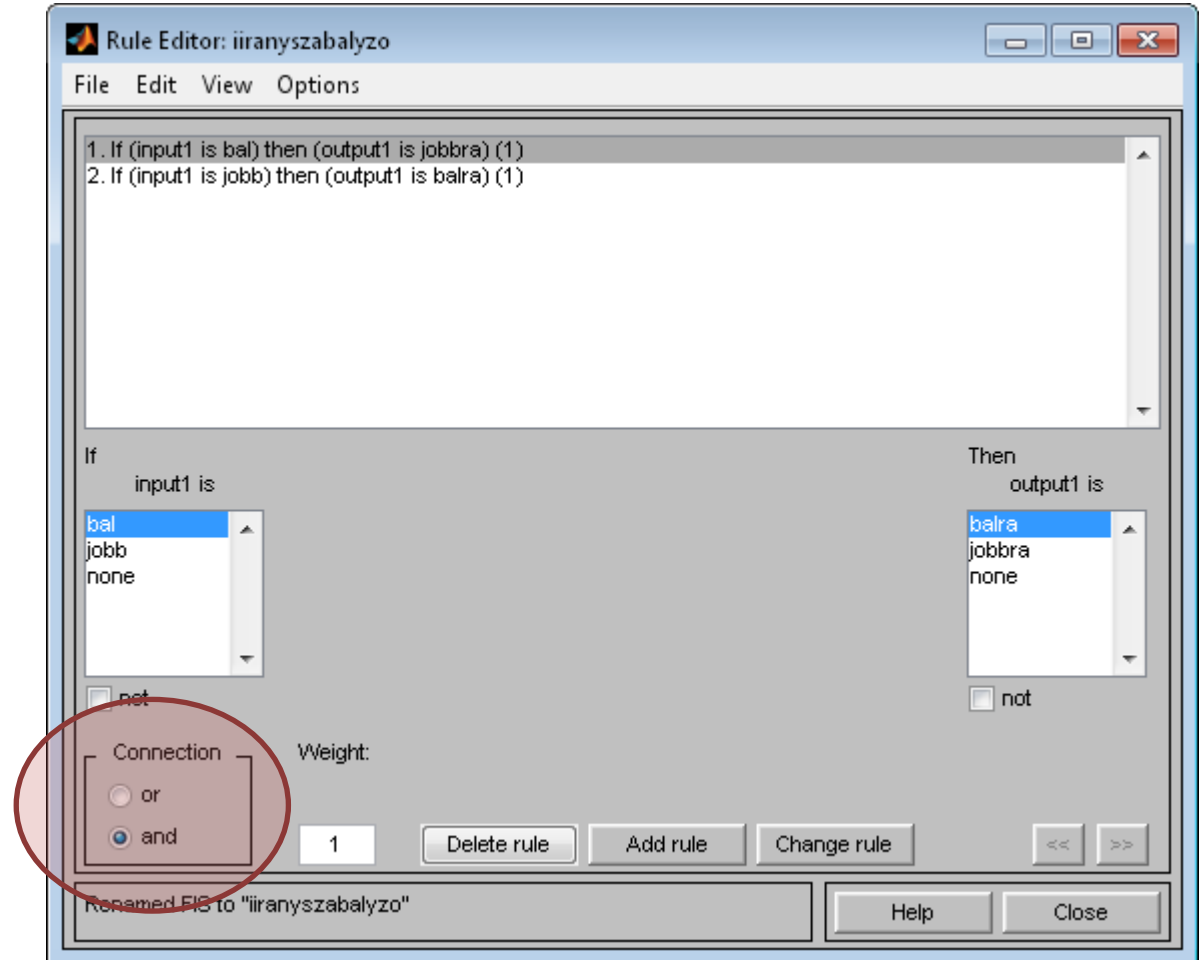 Rule Editor: iiranyszabalyzo
File Edit View Options
1. If (input1 is bal) then (output1 is jobbra) (1)
2. If (input1 is jobb) then (output1 is balra) (1)
If
input1 is
bal
jobb
none
not
Then
output1 is
balra
jobbra
none
not
Connection
or
and
Weight:
1
Delete rule
Add rule
Change rule
<<
>>
Renamed FIS to "iiranyszabalyzo"
Help
Close